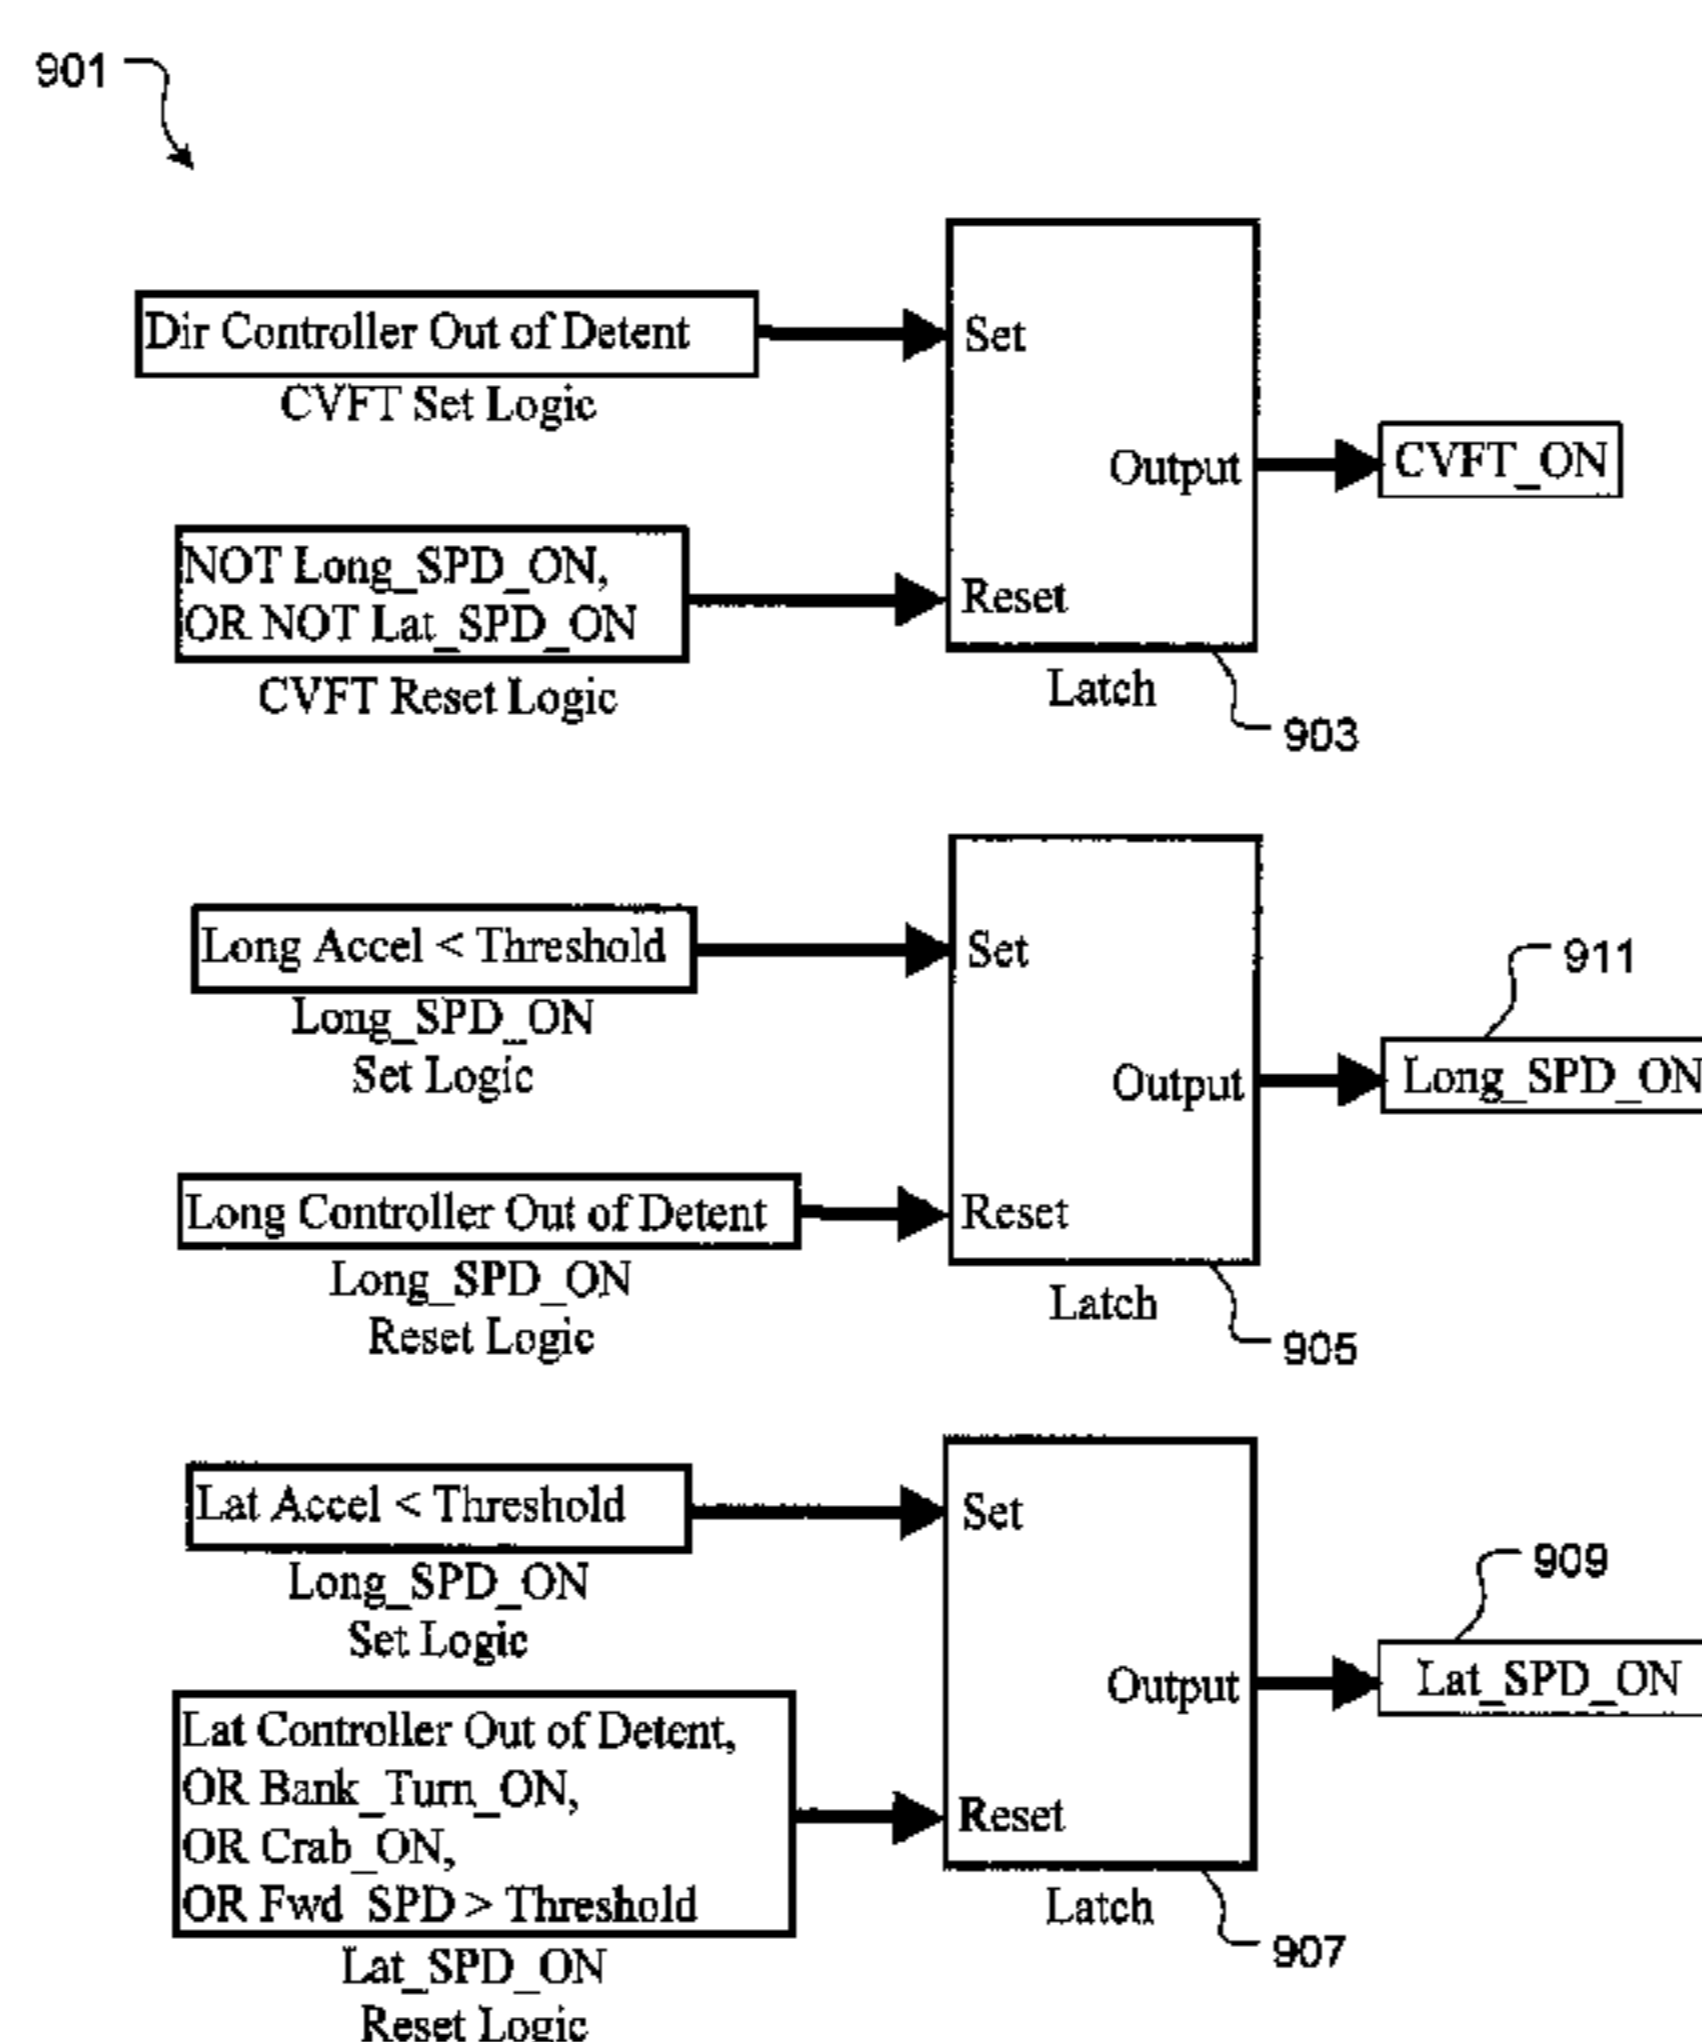 901
Dir Controller Out of Detent
CVFT Set Logic
Set
Output
CVFT_ON
NOT Long_SPD_ON,
OR NOT Lat_SPD_ON
CVFT Reset Logic
Reset
Latch
903
Long Accel < Threshold
Long_SPD_ON
Set Logic
Set
911
Output
Long_SPD_ON
Long Controller Out of Detent
Long_SPD_ON
Reset Logic
Reset
Latch
905
Lat Accel < Threshold
Long_SPD_ON
Set Logic
Set
909
Output
Lat_SPD_ON
Lat Controller Out of Detent,
OR Bank_Turn_ON,
OR Crab_ON,
OR Fwd_SPD > Threshold
Lat_SPD_ON
Reset Logic
Reset
Latch
907